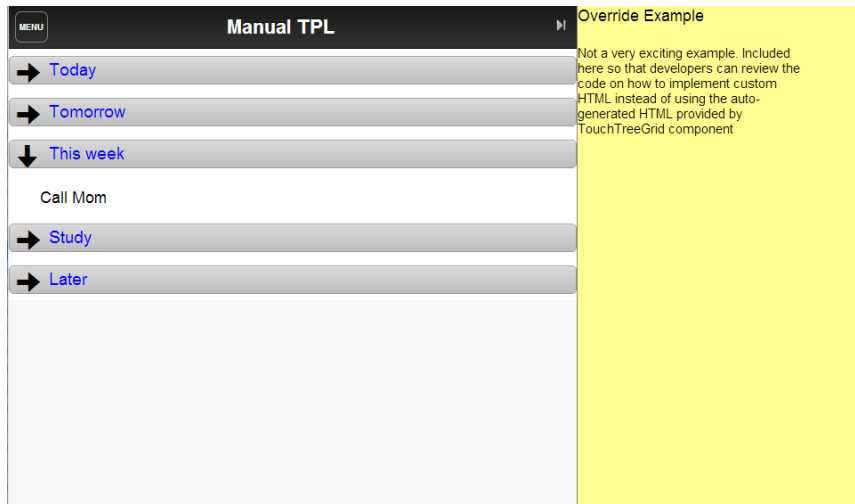 MENU
Manual TPL
Today
Tomorrow
This week
Call Mom
Study
Later
Override Example
Not a very exciting example. Included
here so that developers can review the
code on how to implement custom
HTML instead of using the auto-
generated HTML provided by
TouchTreeGrid component